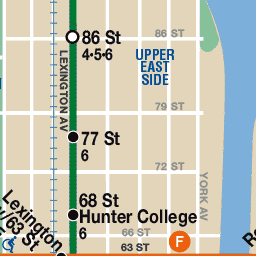 86 St
4•5•6
86 ST
UPPER
EAST
SIDE
LEXINGTON AV
79 ST
77 St
6
72 ST
YORK AV
68 St
Hunter College
6
66 ST
63 ST
F
Lexington
/63 St